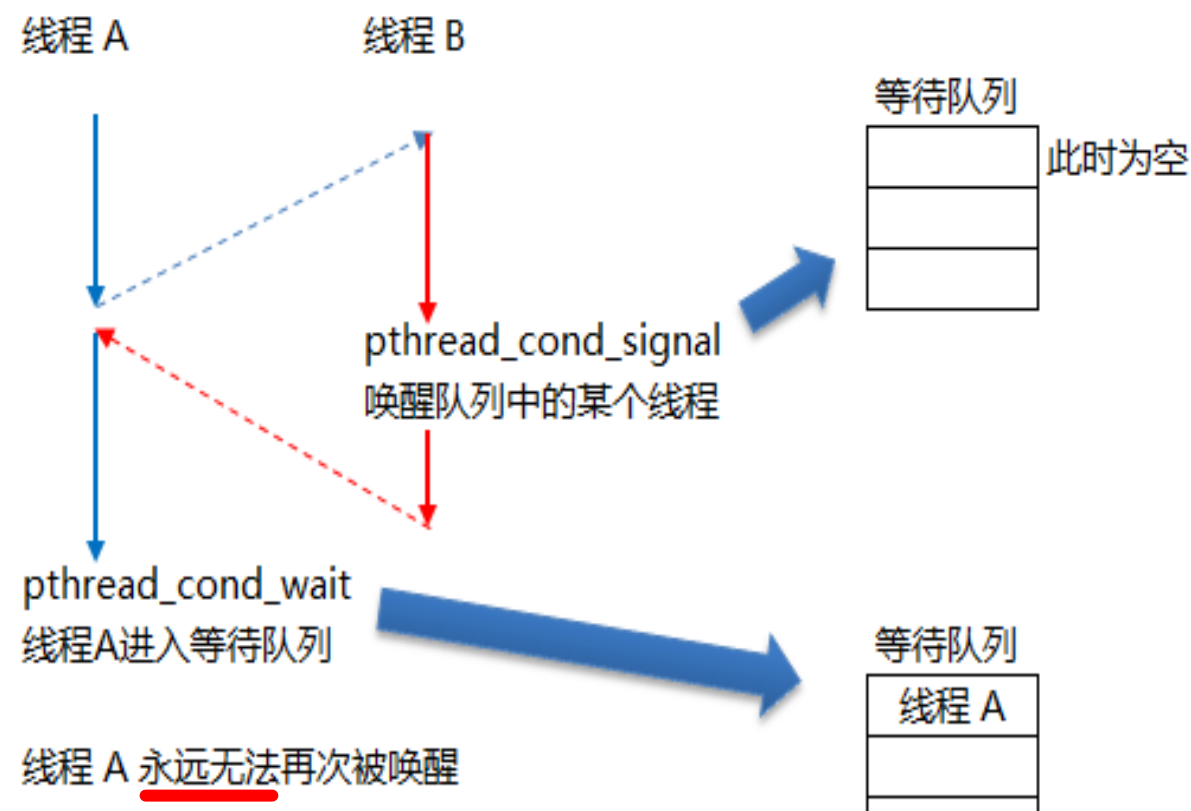 线程 A
线程 B
等待队列
此时为空
pthread_cond_signal
唤醒队列中的某个线程
pthread_cond_wait
线程A进入等待队列
等待队列
线程 A
线程 A 永远无法再次被唤醒